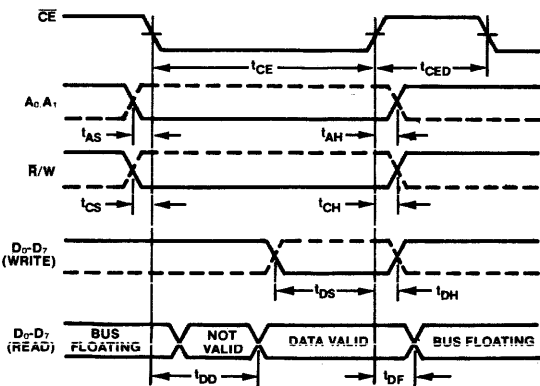 CE
tCE
tCED
A0, A1
tAS
tAH
R/W
tCS
tCH
D0-D7
(WRITE)
tDS
tDH
D0-D7
(READ)
BUS
FLOATING
NOT
VALID
DATA VALID
BUS FLOATING
tDD
tDF